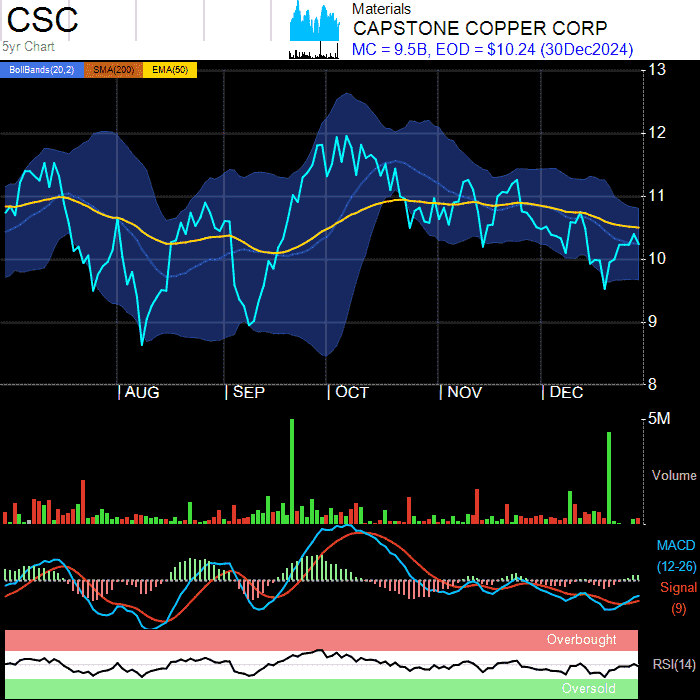 CSC
5yr Chart
Materials
CAPSTONE COPPER CORP
MC = 9.5B, EOD = $10.24 (30Dec2024)
BollBands(20,2) SMA(200) EMA(50)
13
12
11
10
9
8
AUG SEP OCT NOV DEC
5M
Volume
MACD
(12-26)
Signal
(9)
Overbought
RSI(14)
Oversold